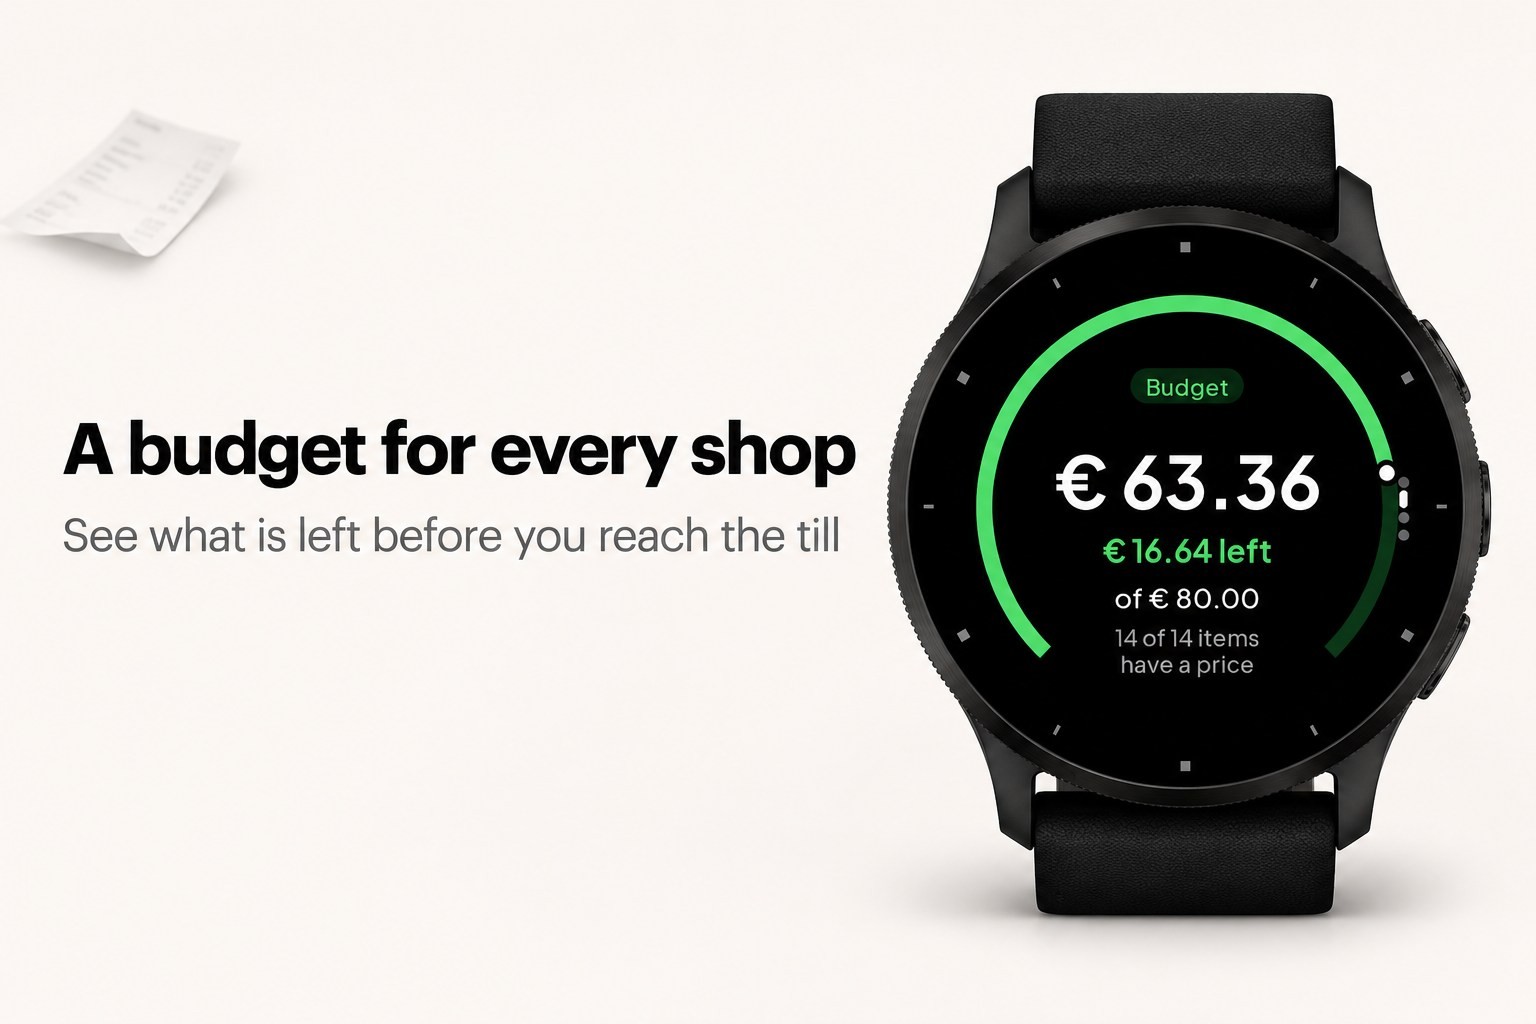 A budget for every shop
See what is left before you reach the till
Budget
€ 63.36
€ 16.64 left
of € 80.00
14 of 14 items
have a price